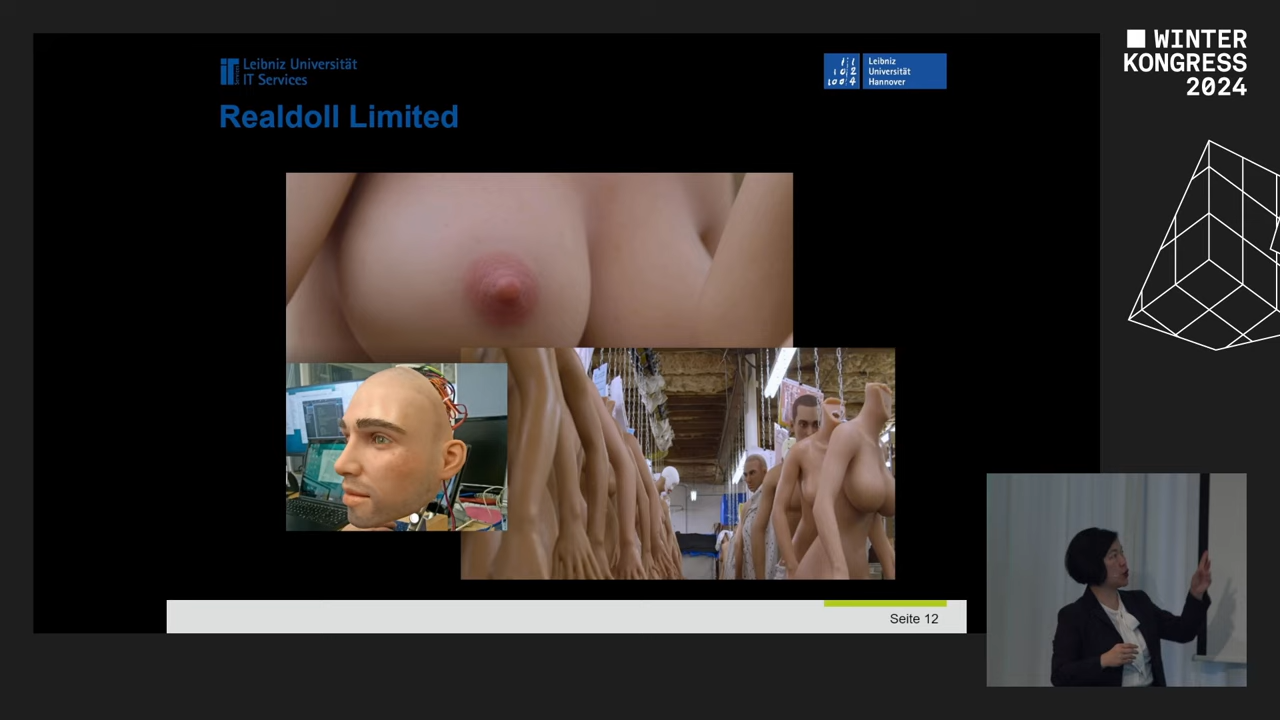 Leibniz Universität
IT Services
Leibniz
Universität
Hannover
Realdoll Limited
WINTER
KONGRESS
2024
Seite 12